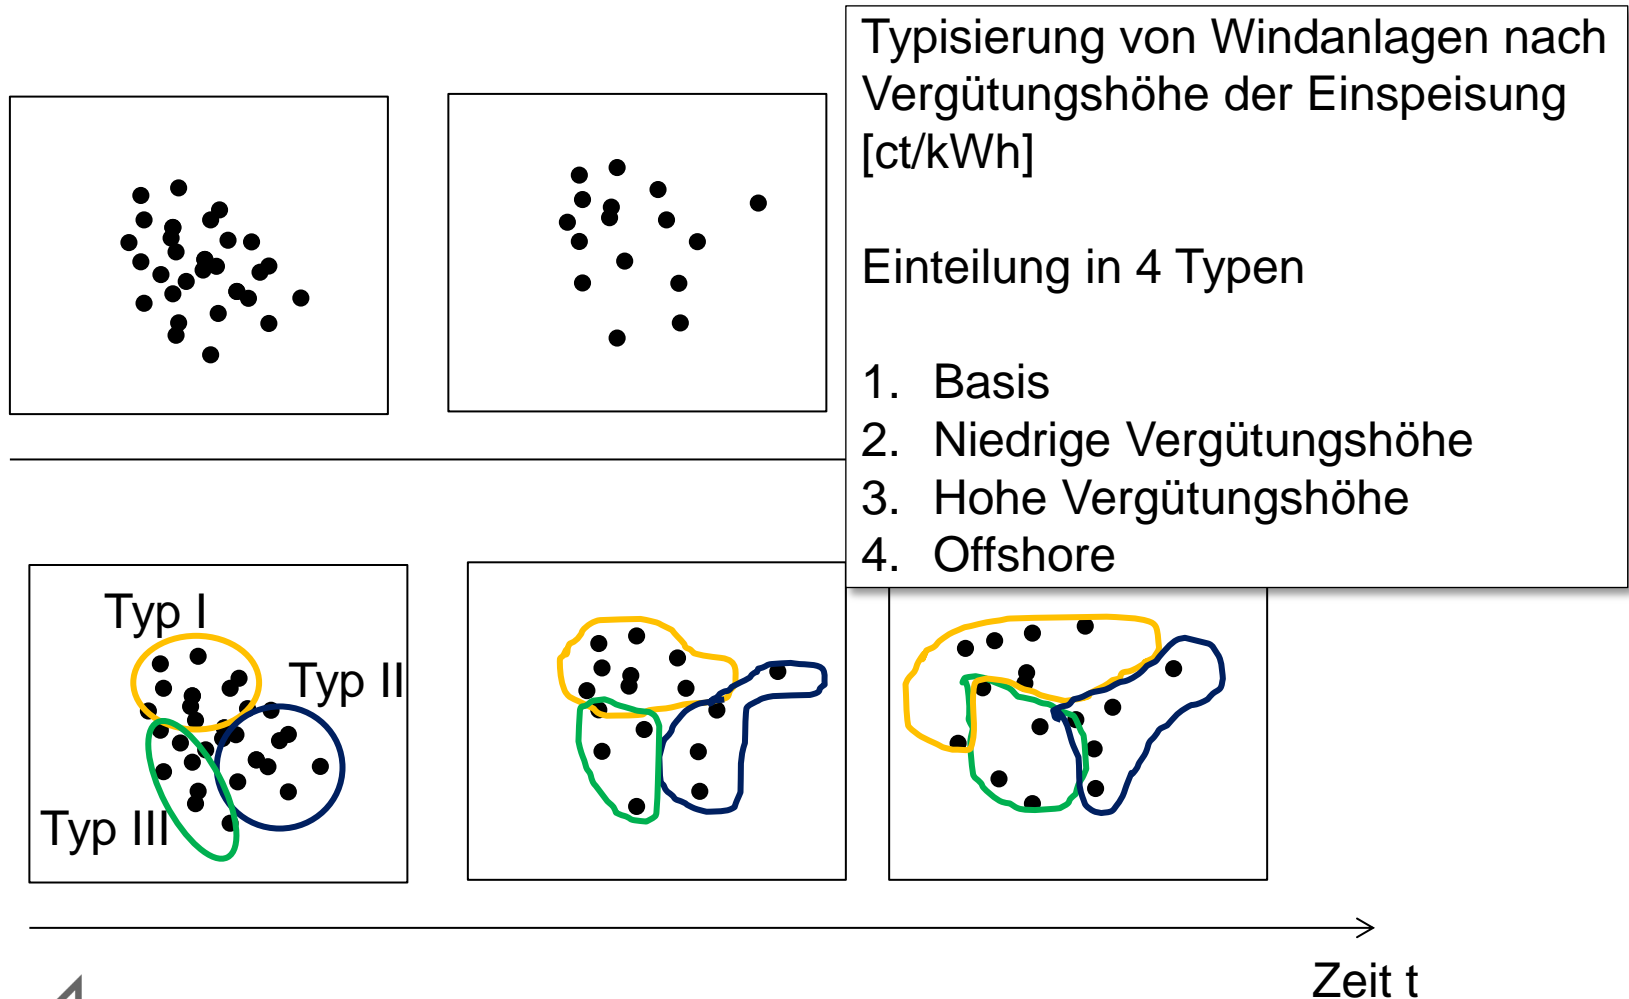 Typisierung von Windanlagen nach
Vergütungshöhe der Einspeisung
[ct/kWh]
Einteilung in 4 Typen
1. Basis
2. Niedrige Vergütungshöhe
3. Hohe Vergütungshöhe
4. Offshore
Typ I
Typ II
Typ III
Zeit t